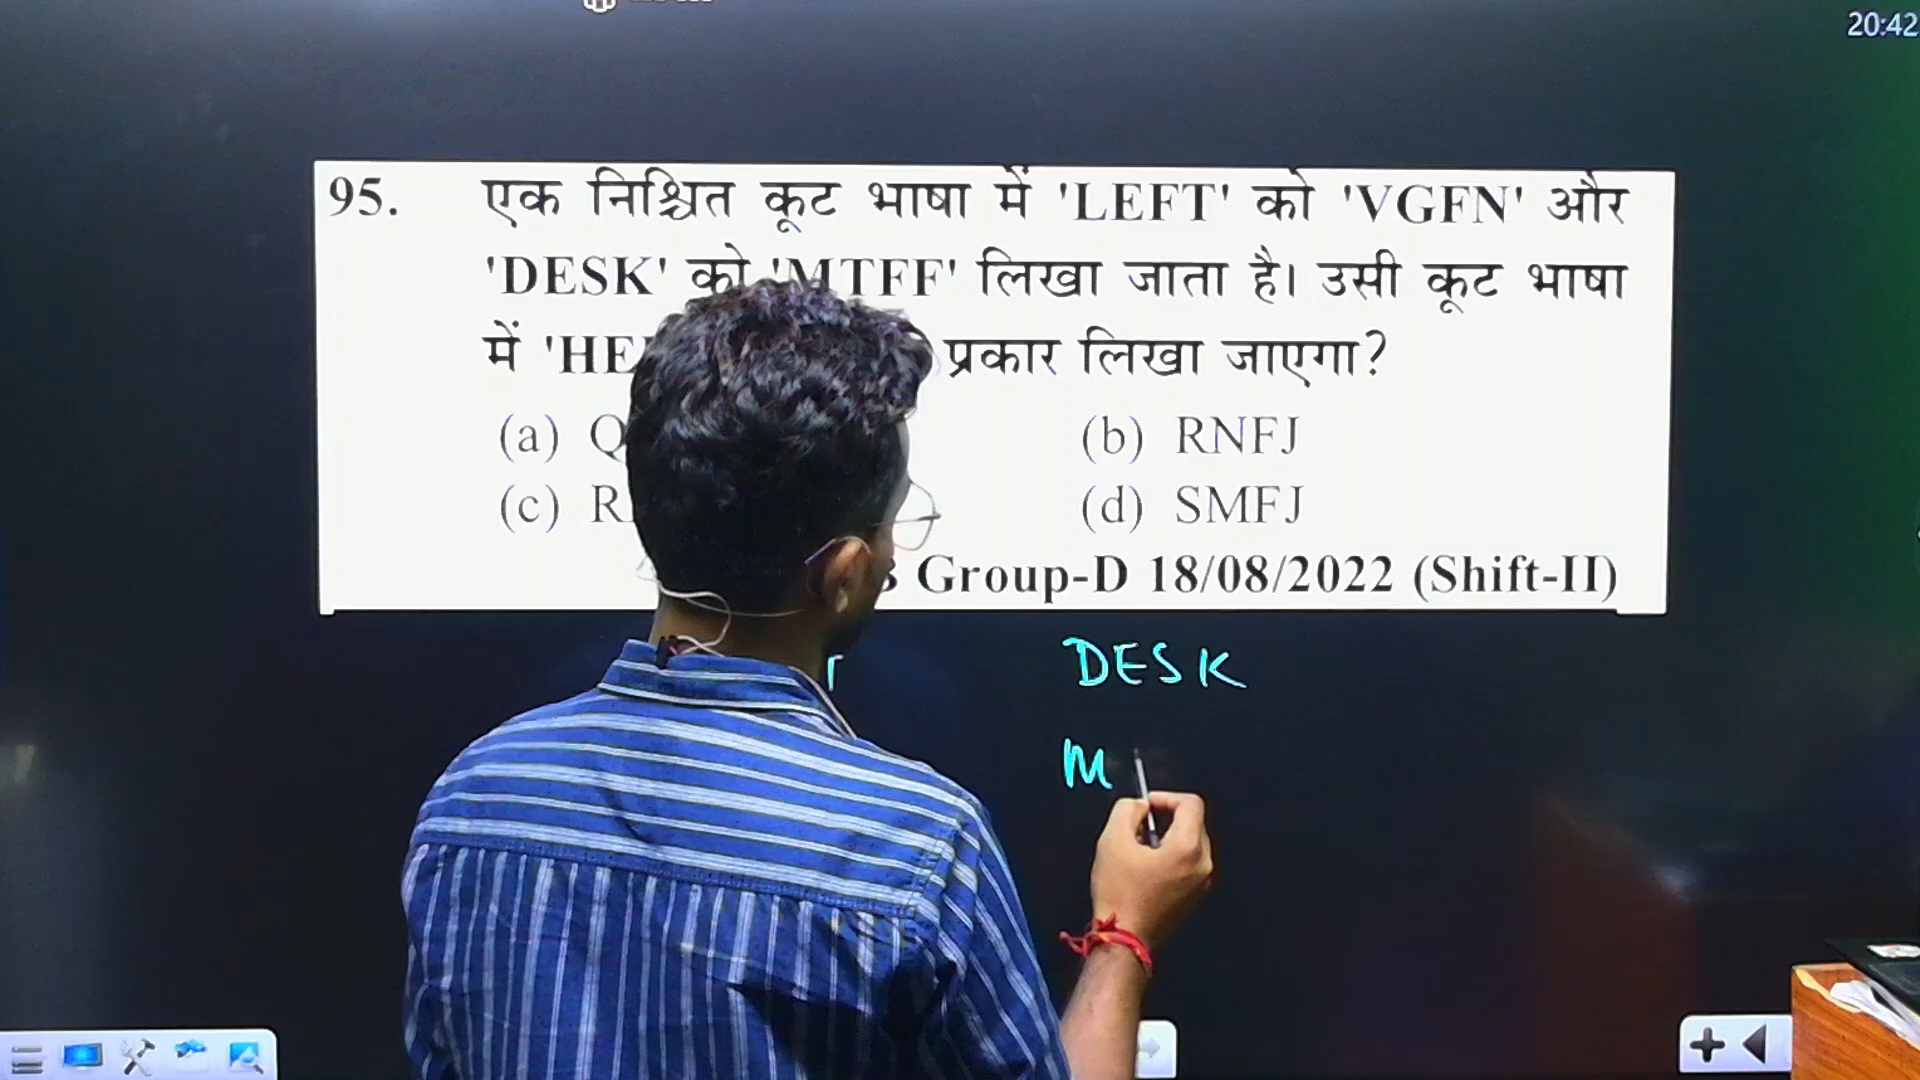 20:42
95. एक निश्चित कूट भाषा में 'LEFT' को 'VGFN' और
'DESK' को 'MTFF' लिखा जाता है। उसी कूट भाषा
में प्रकार लिखा जाएगा?
(a) (b) RNFJ
(c) (d) SMFJ
Group-D 18/08/2022 (Shift-II)
DESK
M